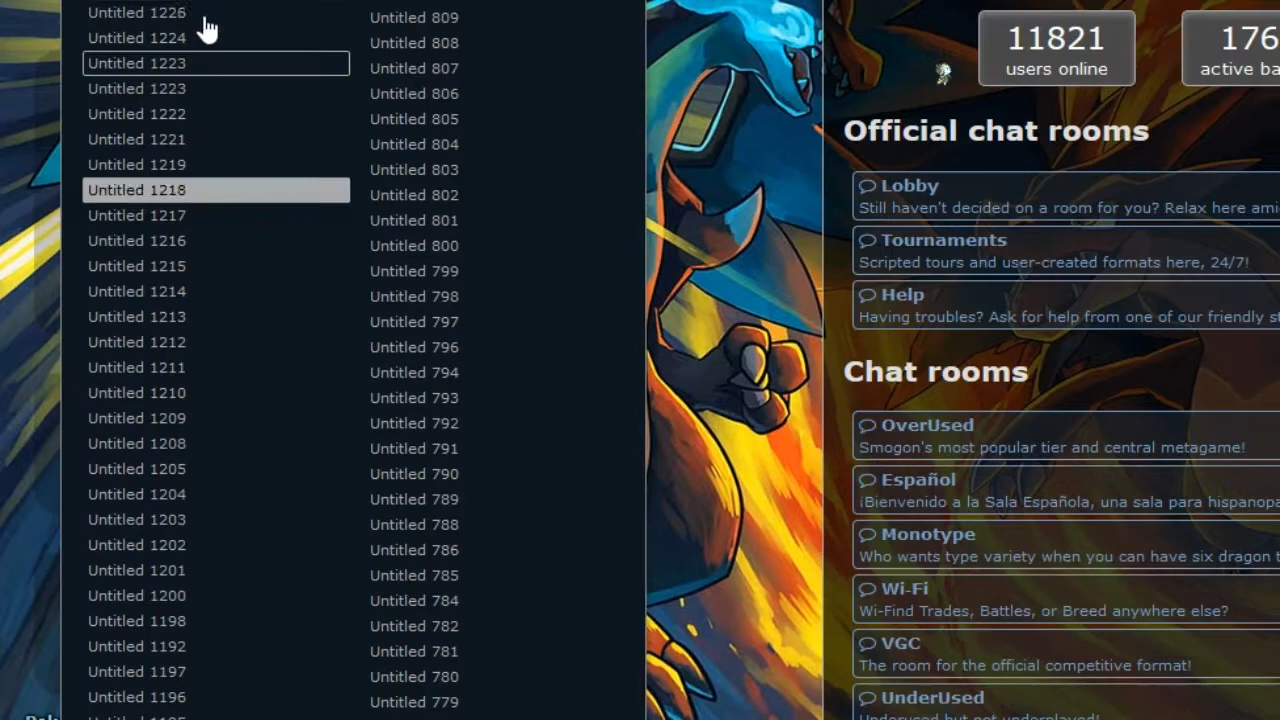 Untitled 1226
Untitled 1224
Untitled 1223
Untitled 1223
Untitled 1222
Untitled 1221
Untitled 1219
Untitled 1218
Untitled 1217
Untitled 1216
Untitled 1215
Untitled 1214
Untitled 1213
Untitled 1212
Untitled 1211
Untitled 1210
Untitled 1209
Untitled 1208
Untitled 1205
Untitled 1204
Untitled 1203
Untitled 1202
Untitled 1201
Untitled 1200
Untitled 1198
Untitled 1192
Untitled 1197
Untitled 1196
Untitled 809
Untitled 808
Untitled 807
Untitled 806
Untitled 805
Untitled 804
Untitled 803
Untitled 802
Untitled 801
Untitled 800
Untitled 799
Untitled 798
Untitled 797
Untitled 796
Untitled 794
Untitled 793
Untitled 792
Untitled 791
Untitled 790
Untitled 789
Untitled 788
Untitled 786
Untitled 785
Untitled 784
Untitled 782
Untitled 781
Untitled 780
Untitled 779
11821
users online
176
active ba
Official chat rooms
Lobby
Still haven't decided on a room for you? Relax here ami
Tournaments
Scripted tours and user-created formats here, 24/7!
Help
Having troubles? Ask for help from one of our friendly st
Chat rooms
OverUsed
Smogon's most popular tier and central metagame!
Español
¡Bienvenido a la Sala Española, una sala para hispanopa
Monotype
Who wants type variety when you can have six dragon t
Wi-Fi
Wi-Find Trades, Battles, or Breed anywhere else?
VGC
The room for the official competitive format!
UnderUsed
Underused but not underplayed!